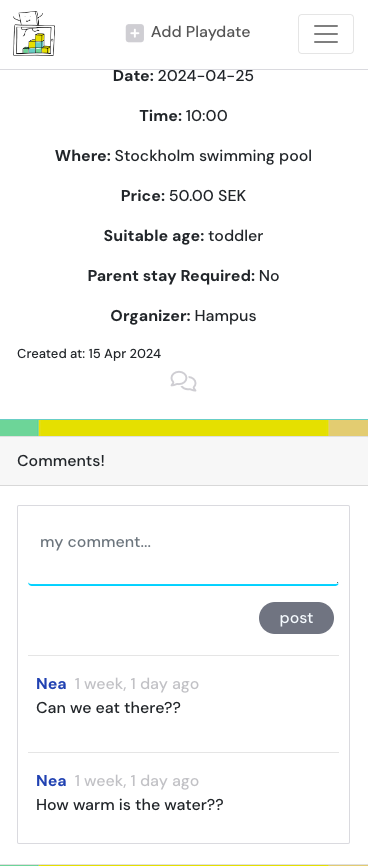 Add Playdate
Date: 2024-04-25
Time: 10:00
Where: Stockholm swimming pool
Price: 50.00 SEK
Suitable age: toddler
Parent stay Required: No
Organizer: Hampus
Created at: 15 Apr 2024
Comments!
my comment...
post
Nea 1 week, 1 day ago
Can we eat there??
Nea 1 week, 1 day ago
How warm is the water??